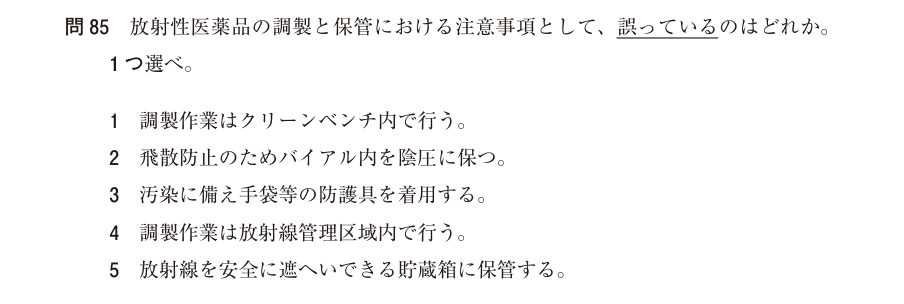 問 85 放射性医薬品の調製と保管における注意事項として、誤っているのはどれか。
1 つ選べ。
1 調製作業はクリーンベンチ内で行う。
2 飛散防止のためバイアル内を陰圧に保つ。
3 汚染に備え手袋等の防護具を着用する。
4 調製作業は放射線管理区域内で行う。
5 放射線を安全に遮へいできる貯蔵箱に保管する。